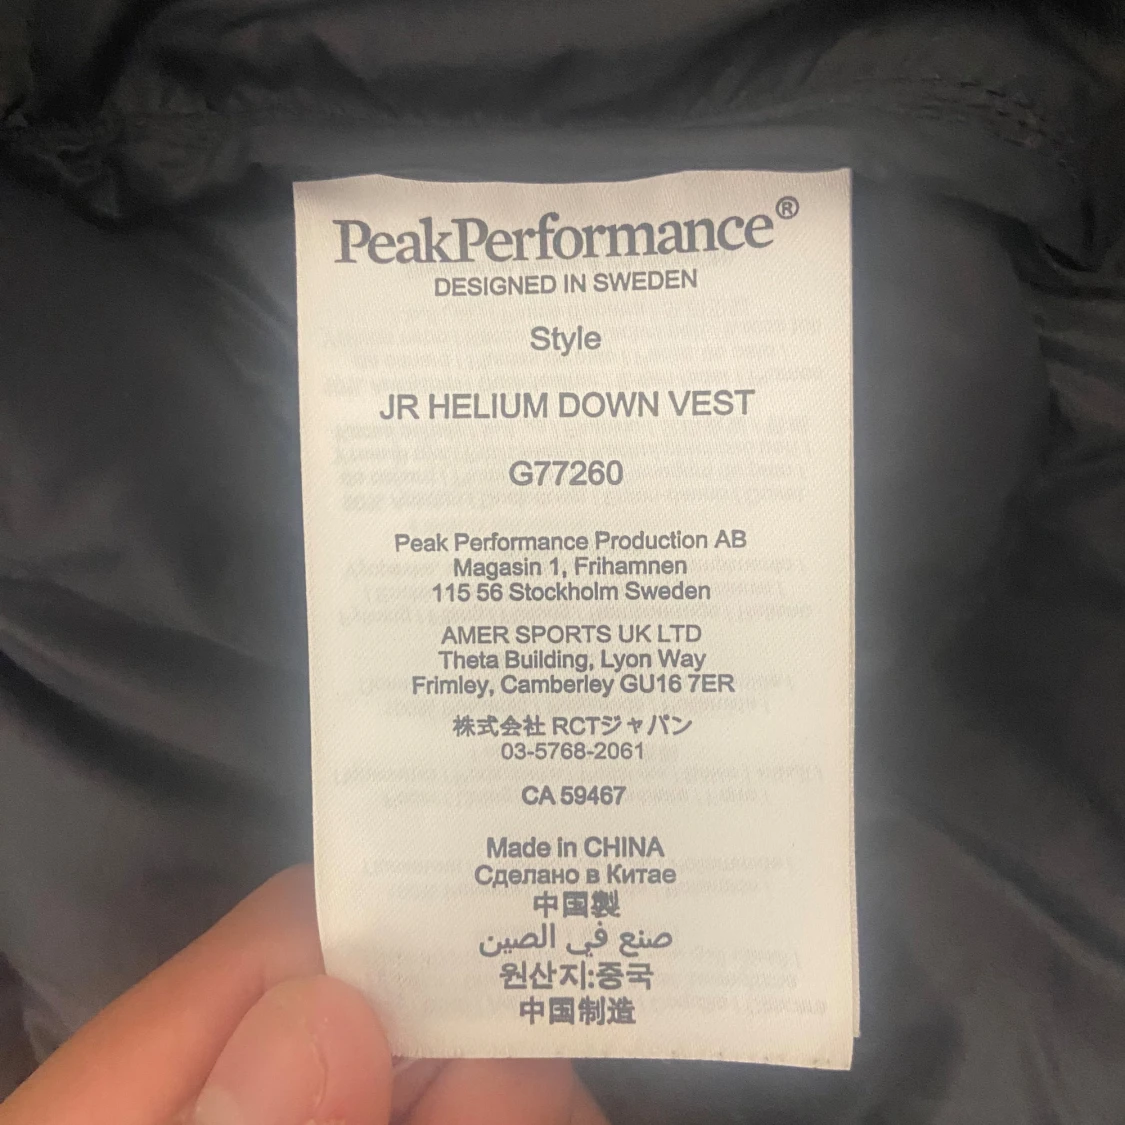 PeakPerformance®
DESIGNED IN SWEDEN
Style
JR HELIUM DOWN VEST
G77260
Peak Performance Production AB
Magasin 1, Frihamnen
115 56 Stockholm Sweden
AMER SPORTS UK LTD
Theta Building, Lyon Way
Frimley, Camberley GU16 7ER
株式会社 RCTジャパン
03-5768-2061
CA 59467
Made in CHINA
Сделано в Китае
中国製
صنع في الصين
원산지:중국
中国制造